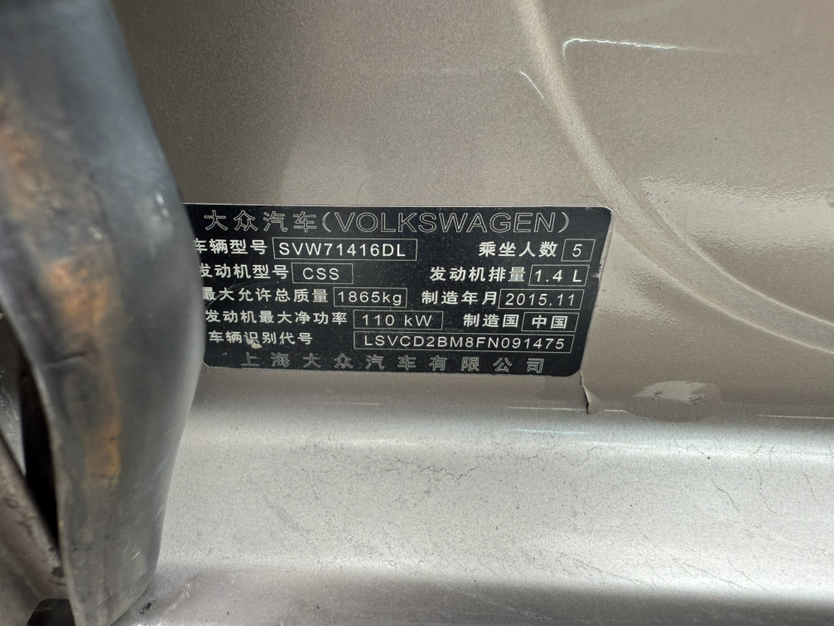 大众汽车(VOLKSWAGEN)
车辆型号 SVW71416DL 乘坐人数 5
发动机型号 CSS 发动机排量 1.4 L
最大允许总质量 1865kg 制造年月 2015.11
发动机最大净功率 110 kW 制造国 中国
车辆识别代号 LSVCD2BM8FN091475
上海大众汽车有限公司